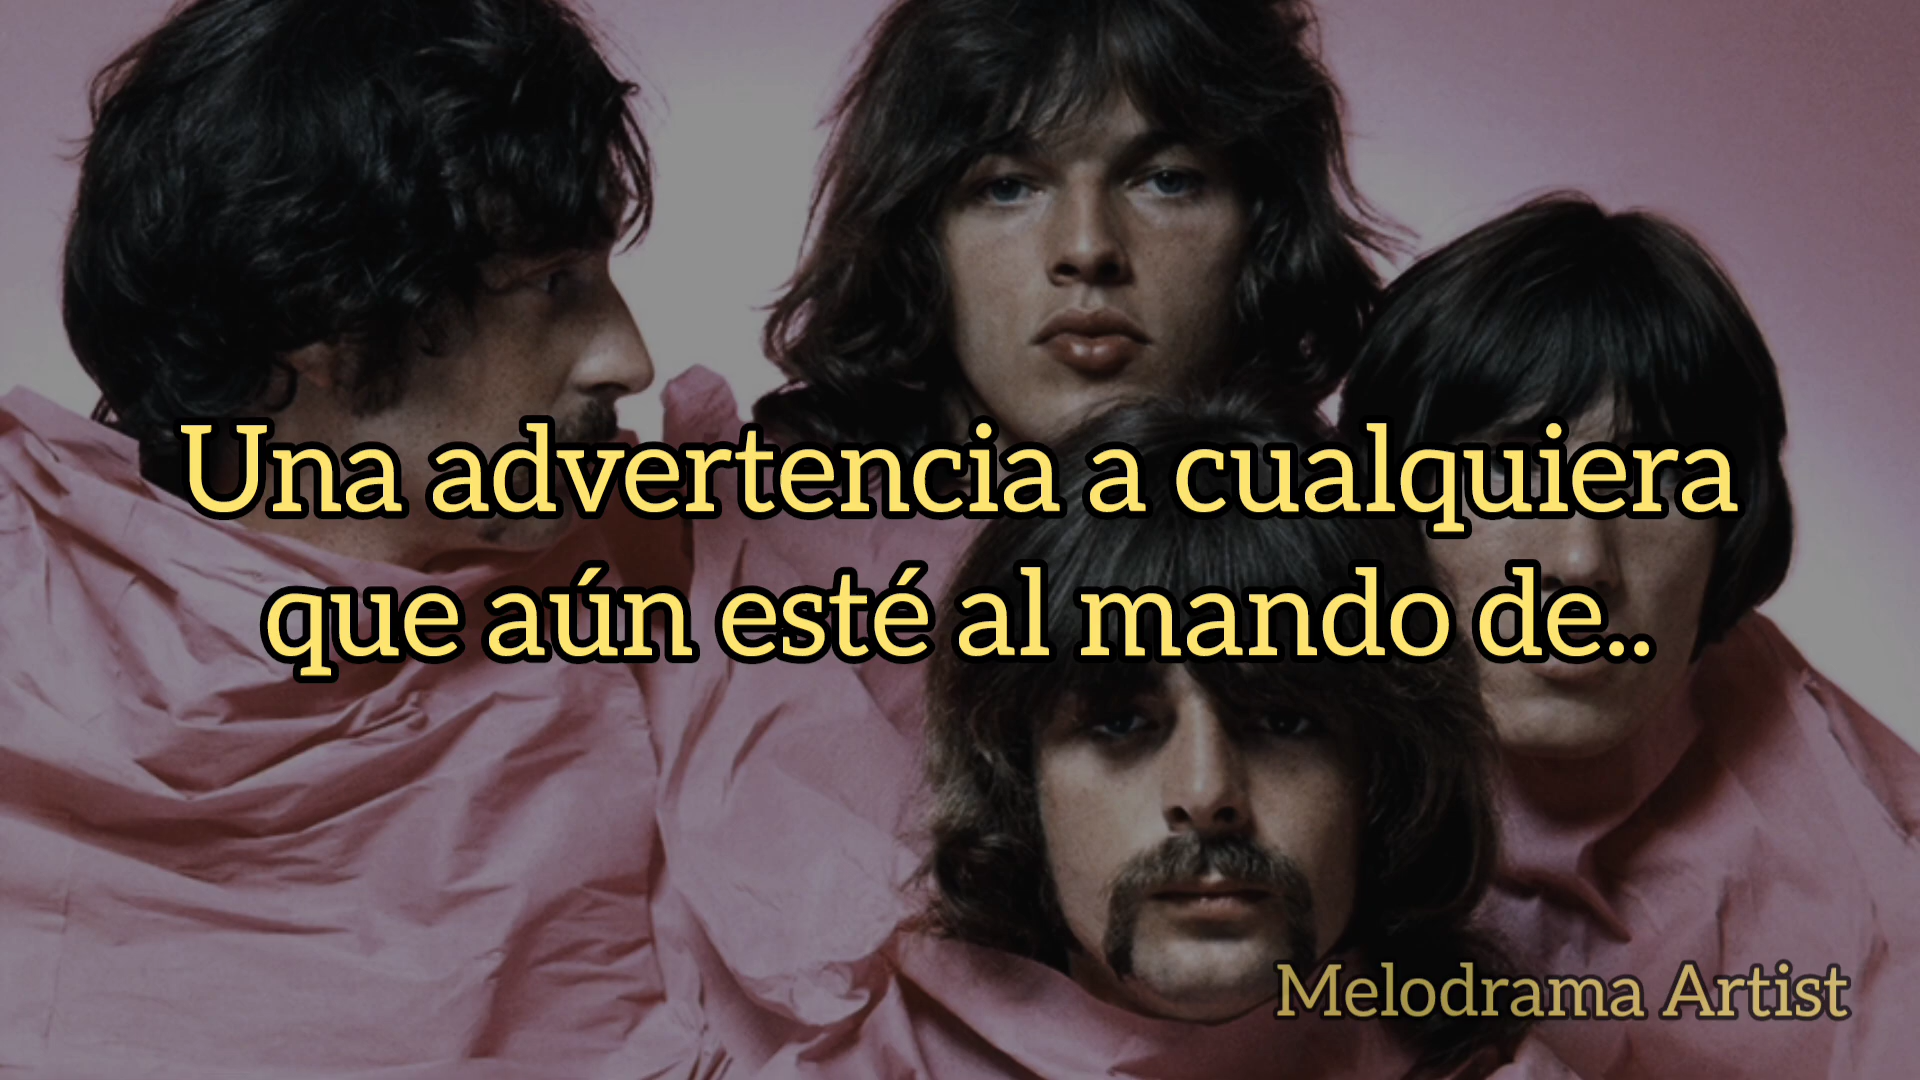 Una advertencia a cualquiera
que aún esté al mando de..
Melodrama Artist